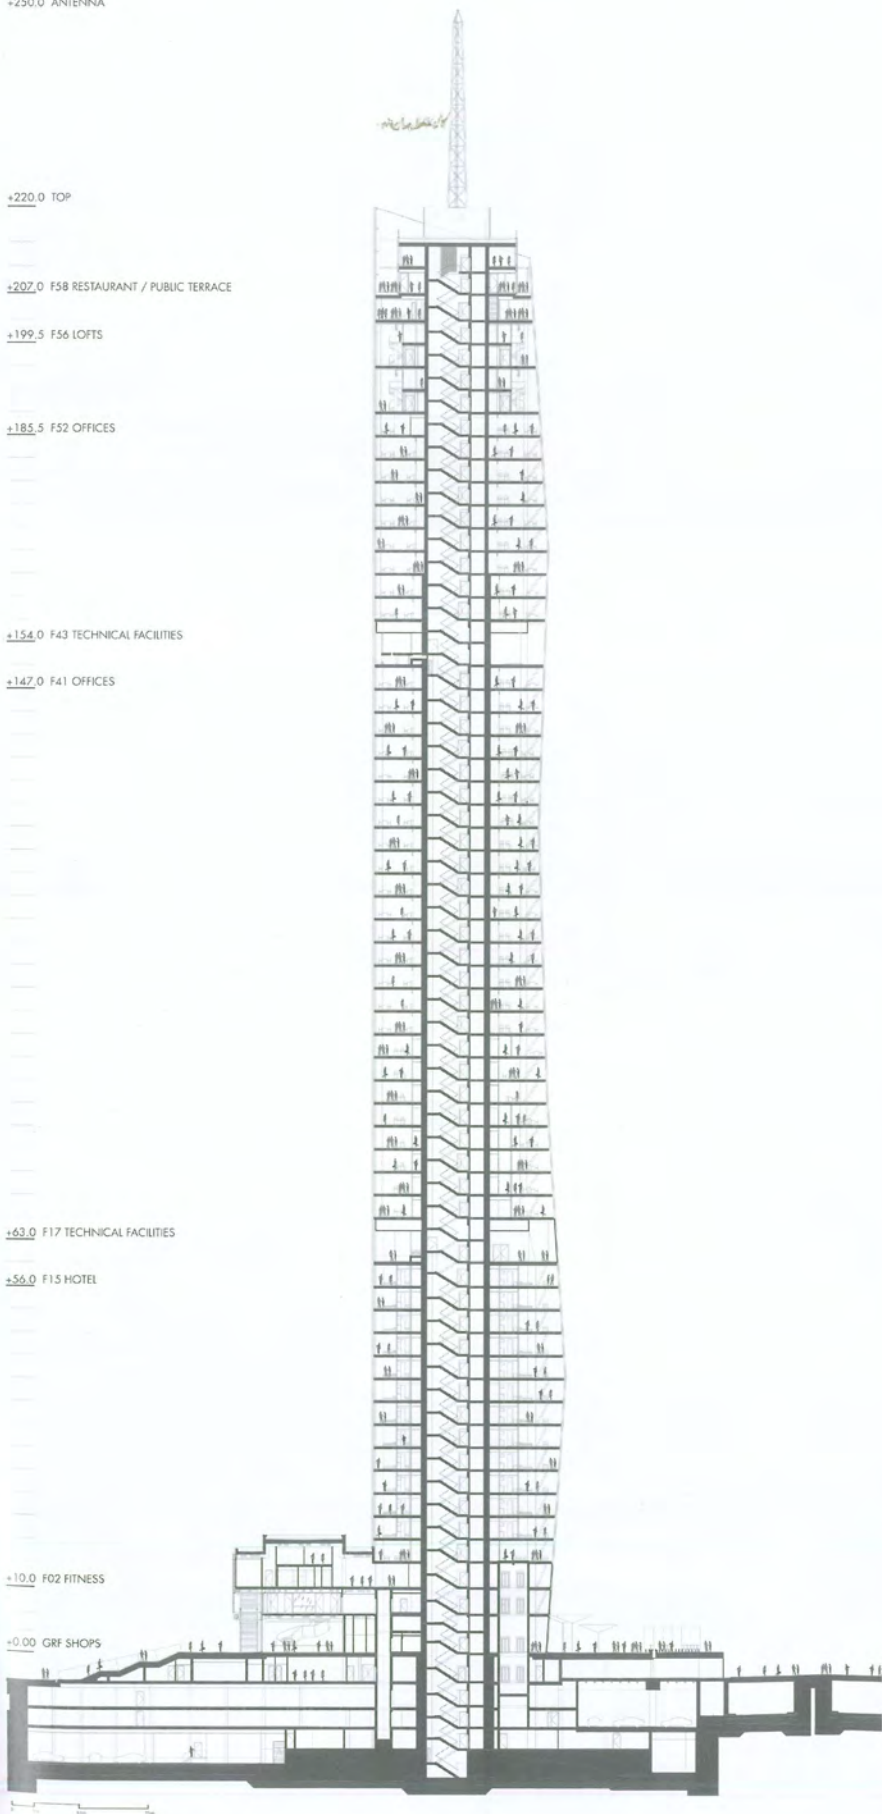 +250.0 ANTENNA
+220.0 TOP
+207.0 F58 RESTAURANT / PUBLIC TERRACE
+199.5 F56 LOFTS
+185.5 F52 OFFICES
+154.0 F43 TECHNICAL FACILITIES
+147.0 F41 OFFICES
+63.0 F17 TECHNICAL FACILITIES
+56.0 F15 HOTEL
+10.0 F02 FITNESS
+0.00 GRF SHOPS